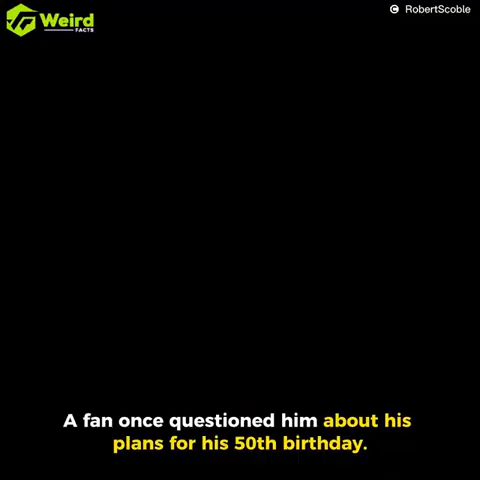 Weird
FACTS
© RobertScoble
A fan once questioned him about his
plans for his 50th birthday.